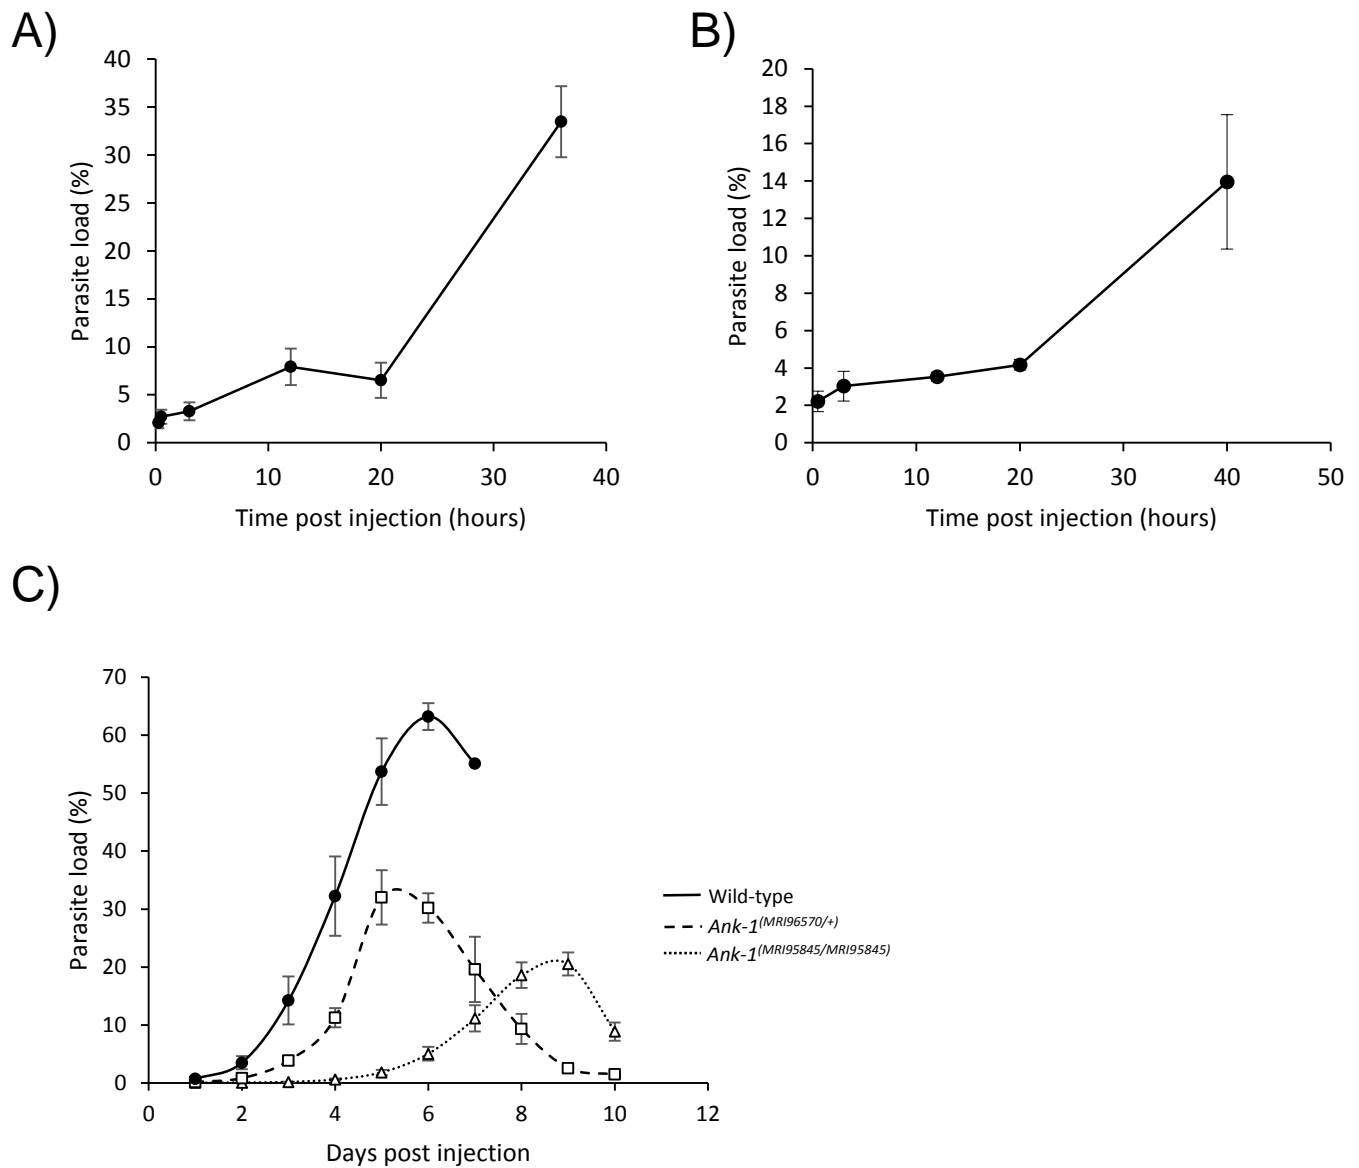 A)
40
35
30
25
20
15
10
5
0
Parasite load (%)
0 10 20 30 40
Time post injection (hours)
B)
20
18
16
14
12
10
8
6
4
2
0
Parasite load (%)
0 10 20 30 40 50
Time post injection (hours)
C)
70
60
50
40
30
20
10
0
Parasite load (%)
0 2 4 6 8 10 12
Days post injection
Wild-type
Ank-1(MRI96570/+)
Ank-1(MRI95845/MRI95845)